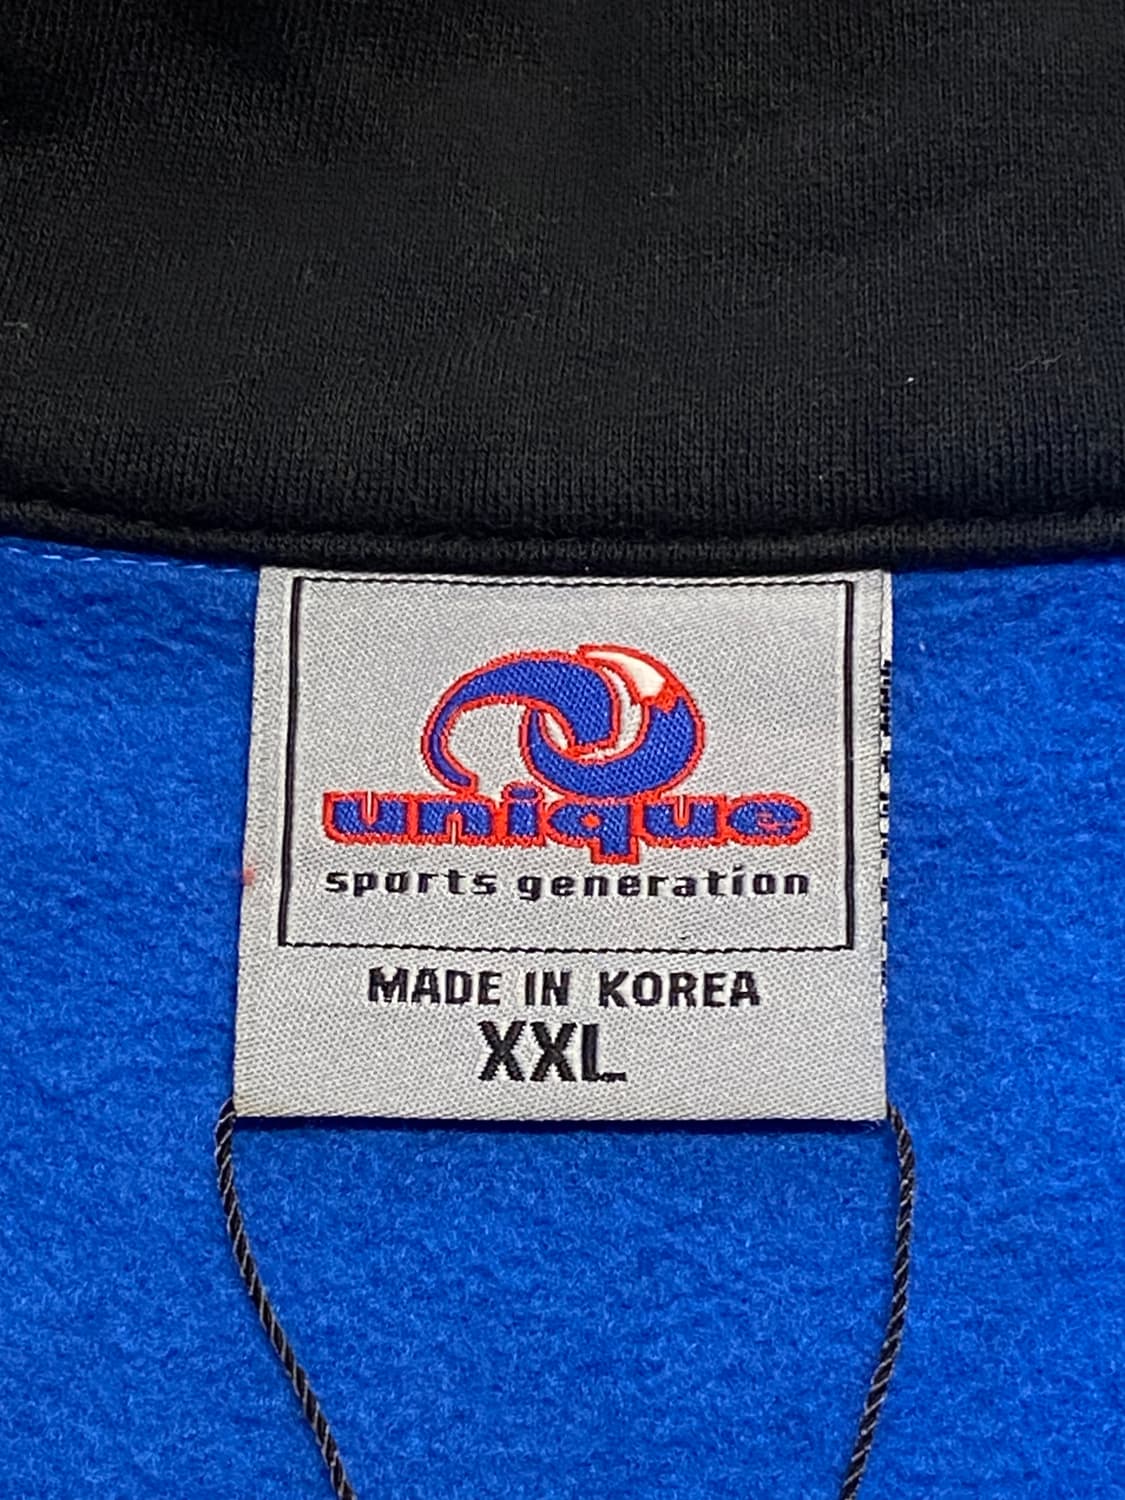 unique
sports generation
MADE IN KOREA
XXL